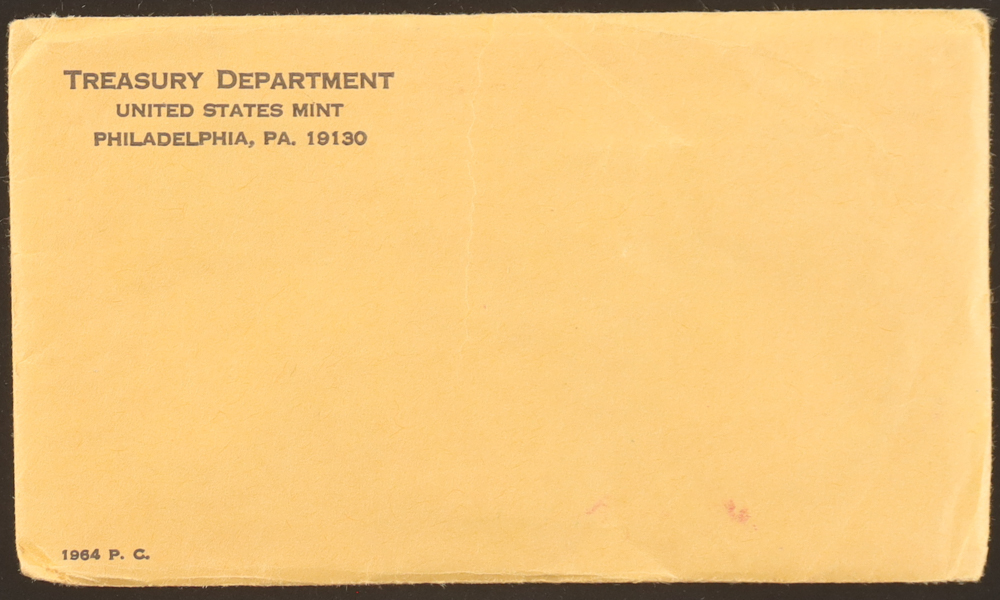 TREASURY DEPARTMENT
UNITED STATES MINT
PHILADELPHIA, PA. 19130
1964 P. C.